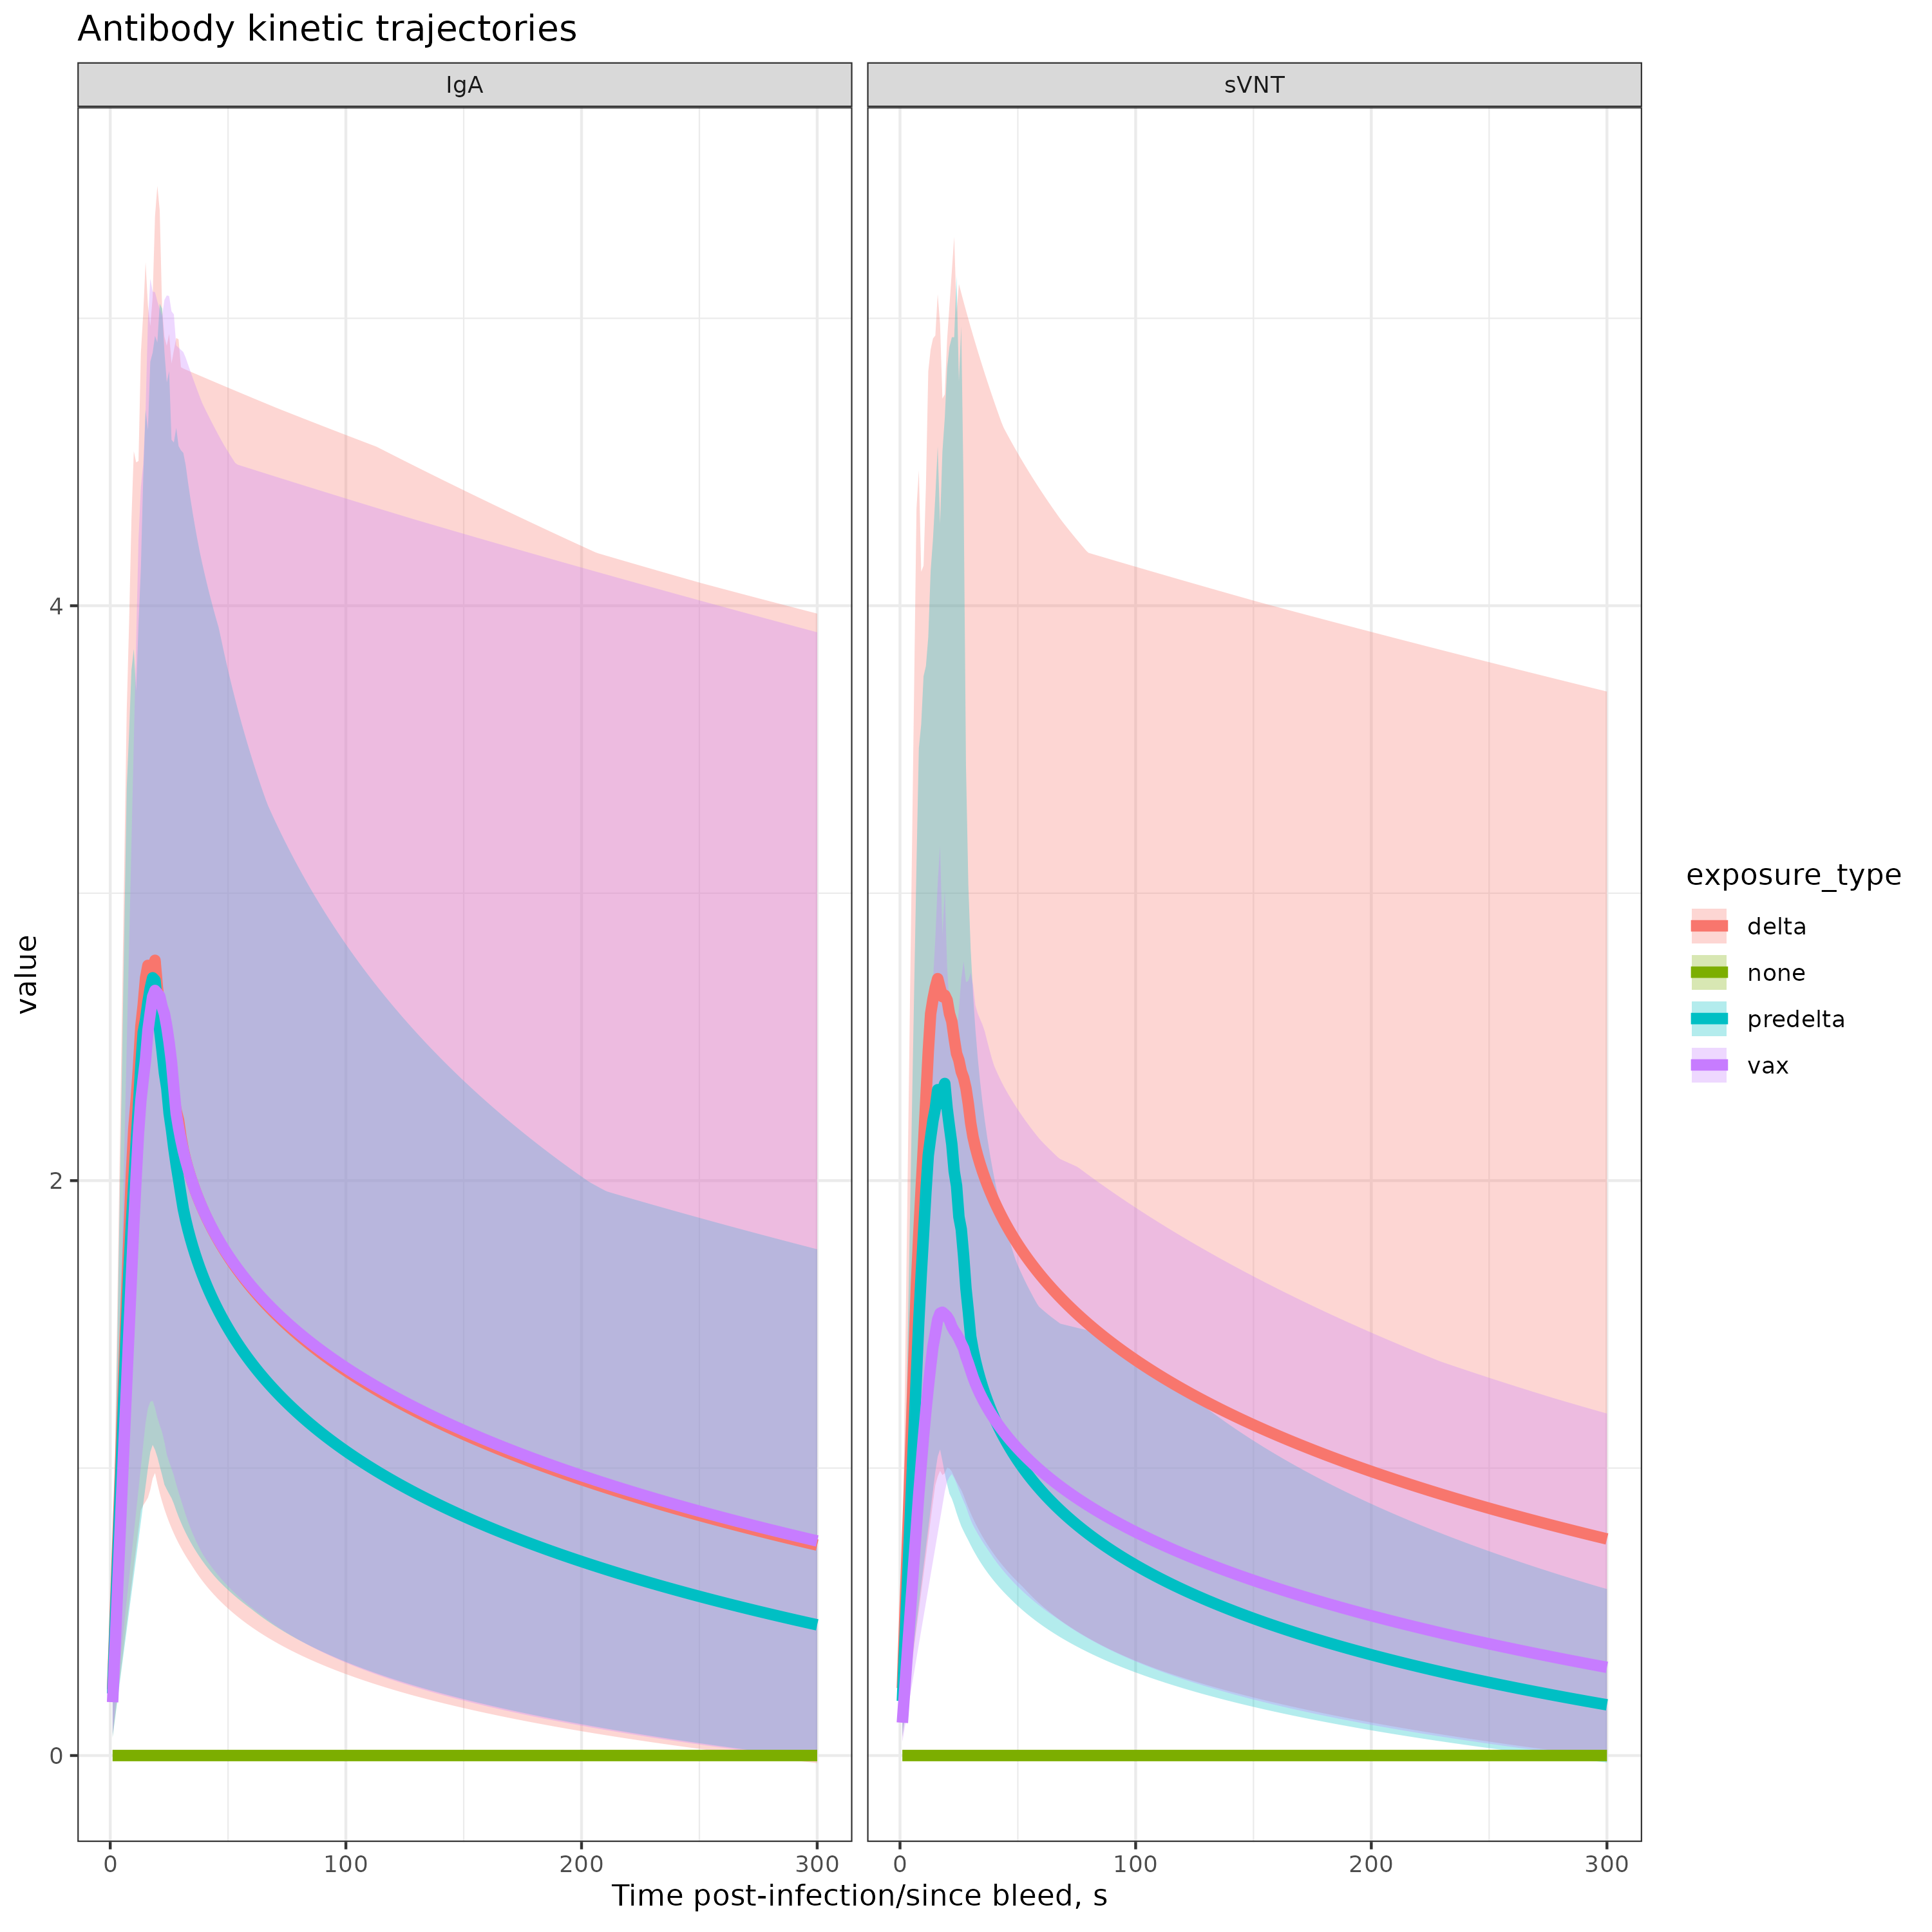 Antibody kinetic trajectories
IgA
sVNT
value
4
2
0
0
100
200
300
0
100
200
300
Time post-infection/since bleed, s
exposure_type
delta
none
predelta
vax